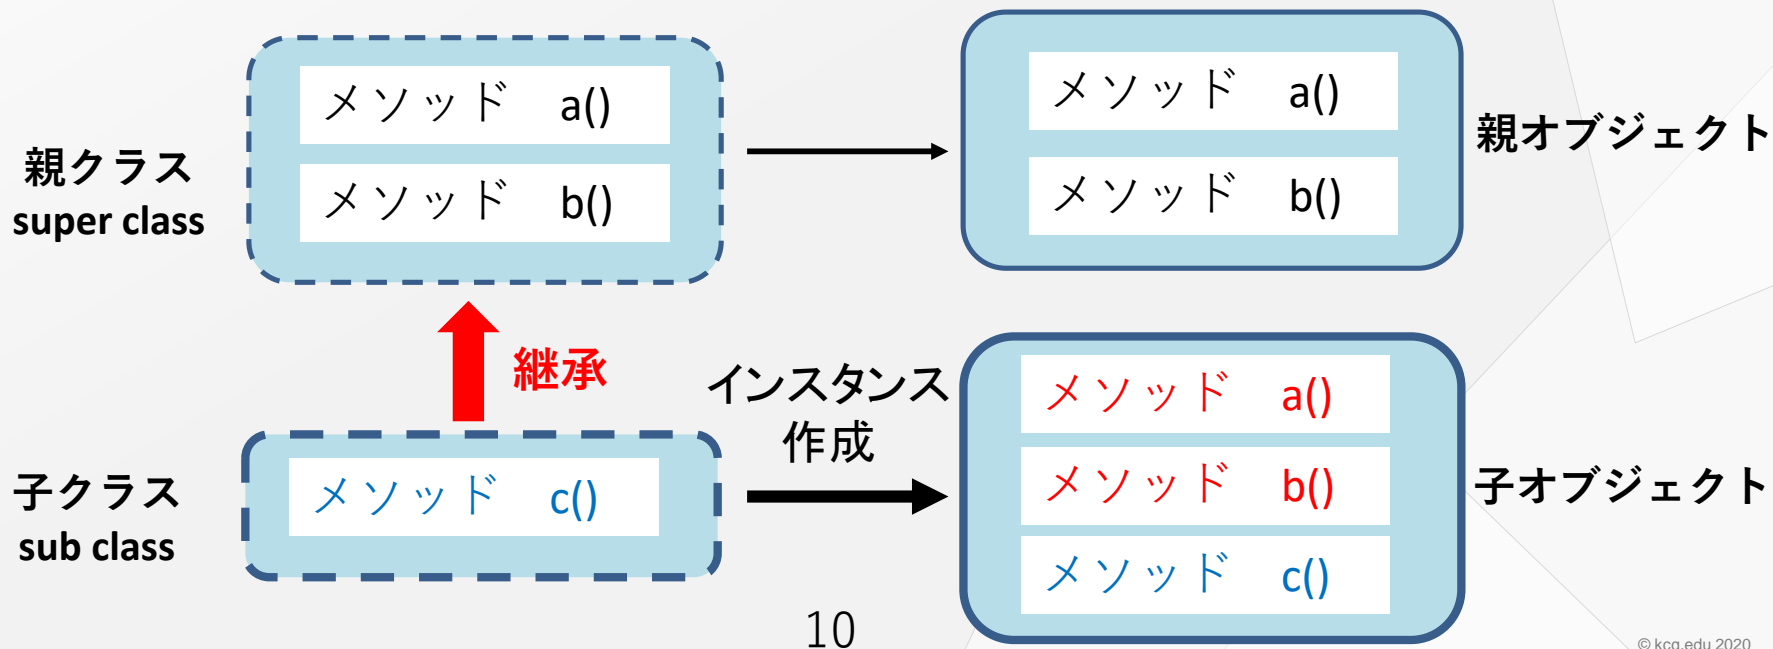 メソッド a()
メソッド b()
親クラス
super class
メソッド a()
メソッド b()
親オブジェクト
継承
インスタンス
作成
メソッド c()
子クラス
sub class
メソッド a()
メソッド b()
メソッド c()
子オブジェクト
10
© kcg.edu 2020